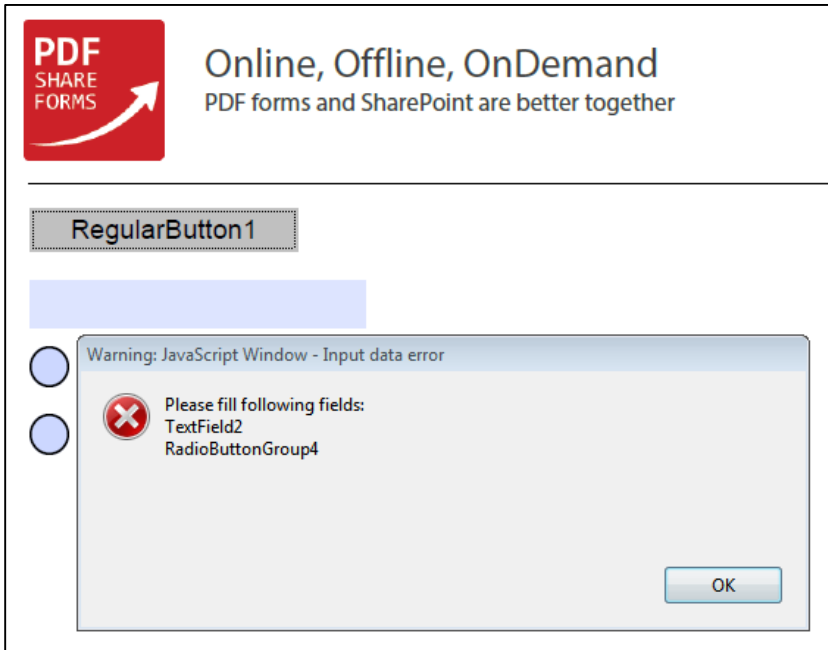 PDF
SHARE
FORMS
Online, Offline, OnDemand
PDF forms and SharePoint are better together
RegularButton1
Warning: JavaScript Window - Input data error
Please fill following fields:
TextField2
RadioButtonGroup4
OK